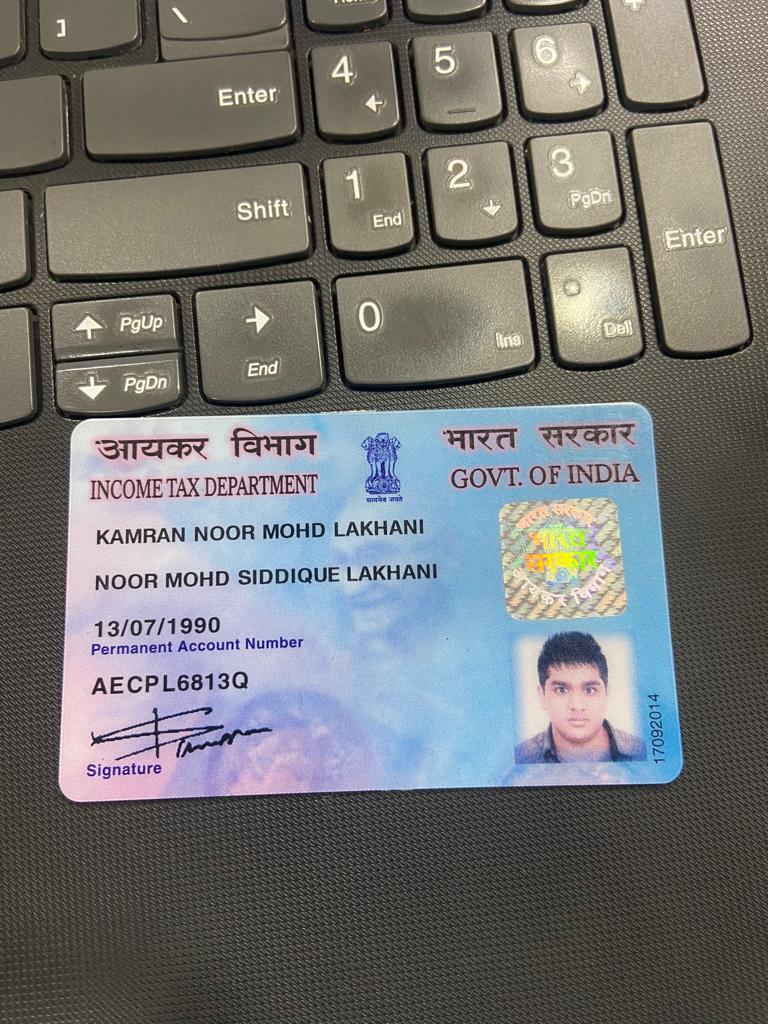 ]
\
Enter
4
5
6
Shift
1
End
2
3
PgDn
Enter
PgUp
PgDn
End
0
Ins
Del
आयकर विभाग
भारत सरकार
INCOME TAX DEPARTMENT
सत्यमेव जयते
GOVT. OF INDIA
KAMRAN NOOR MOHD LAKHANI
भारत
सरकार
NOOR MOHD SIDDIQUE LAKHANI
13/07/1990
Permanent Account Number
AECPL6813Q
Signature
17092014